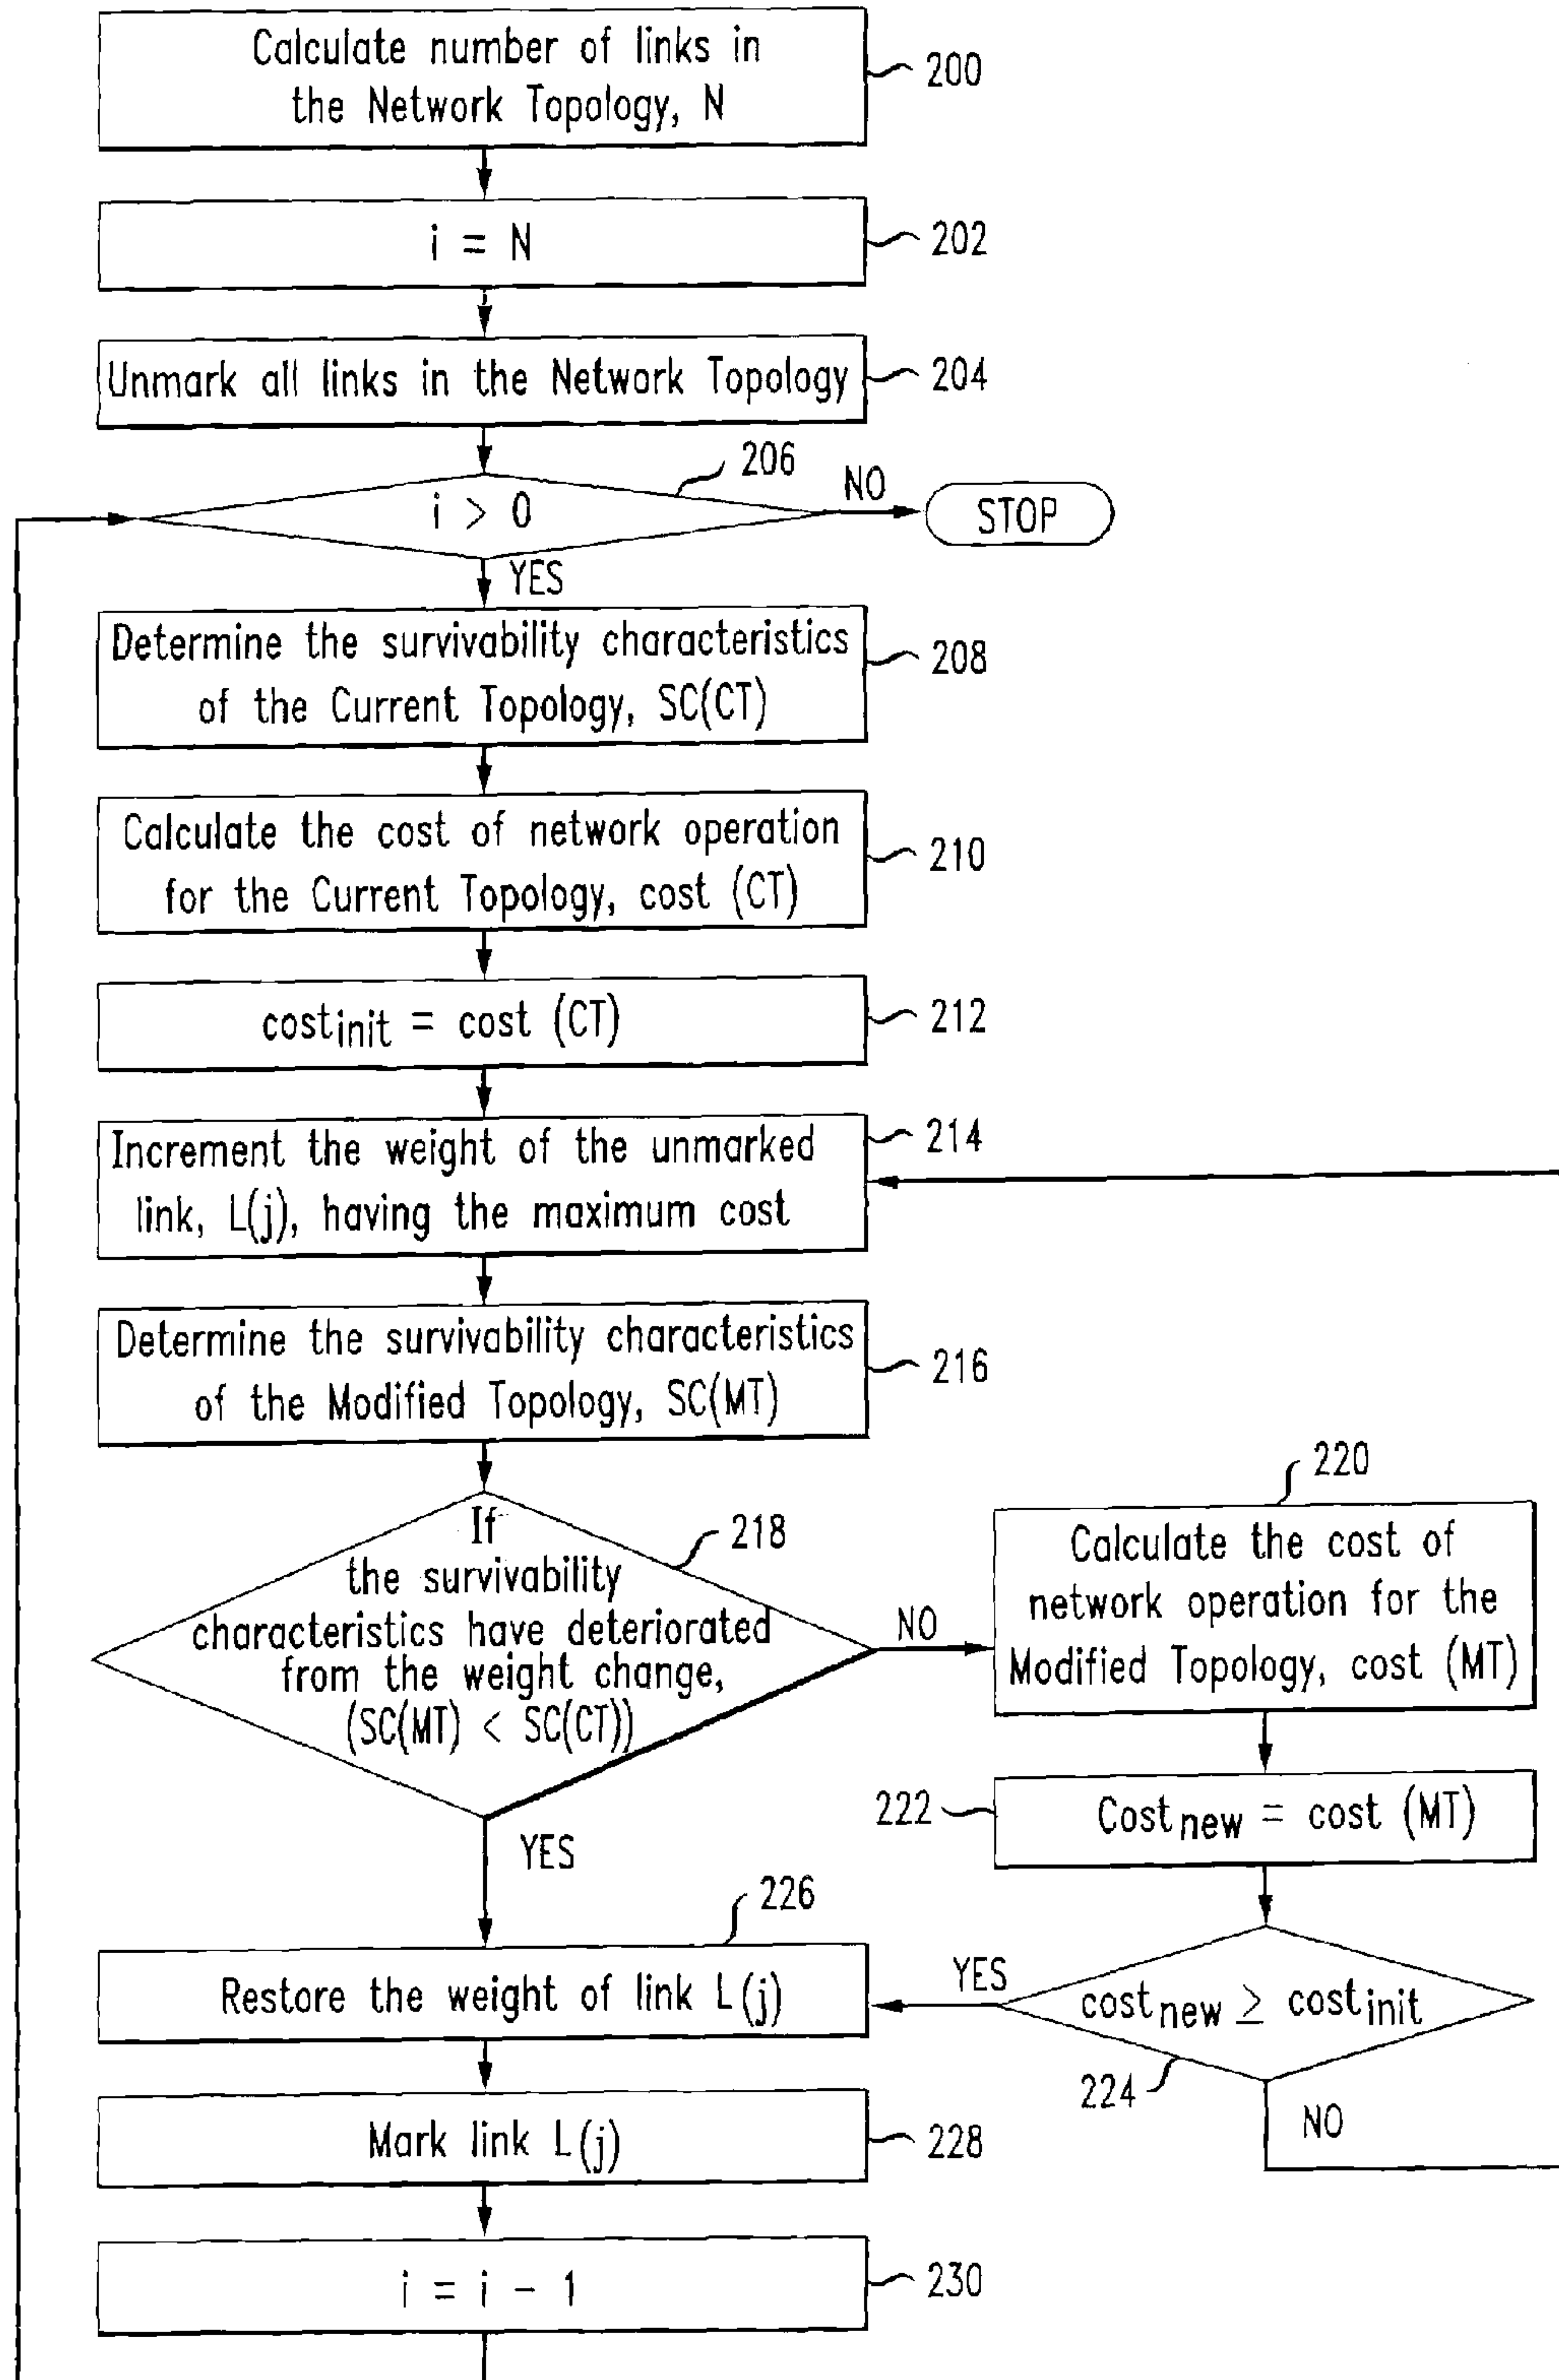 Calculate number of links in
the Network Topology, N
200
i = N
202
Unmark all links in the Network Topology
204
206
i > 0
NO
STOP
YES
Determine the survivability characteristics
of the Current Topology, SC(CT)
208
Calculate the cost of network operation
for the Current Topology, cost (CT)
210
costinit = cost (CT)
212
Increment the weight of the unmarked
link, L(j), having the maximum cost
214
Determine the survivability characteristics
of the Modified Topology, SC(MT)
216
If
the survivability
characteristics have deteriorated
from the weight change,
(SC(MT) < SC(CT))
218
NO
YES
220
Calculate the cost of
network operation for the
Modified Topology, cost (MT)
222
Costnew = cost (MT)
costnew ≥ costinit
224
YES
NO
226
Restore the weight of link L(j)
Mark link L(j)
228
i = i - 1
230